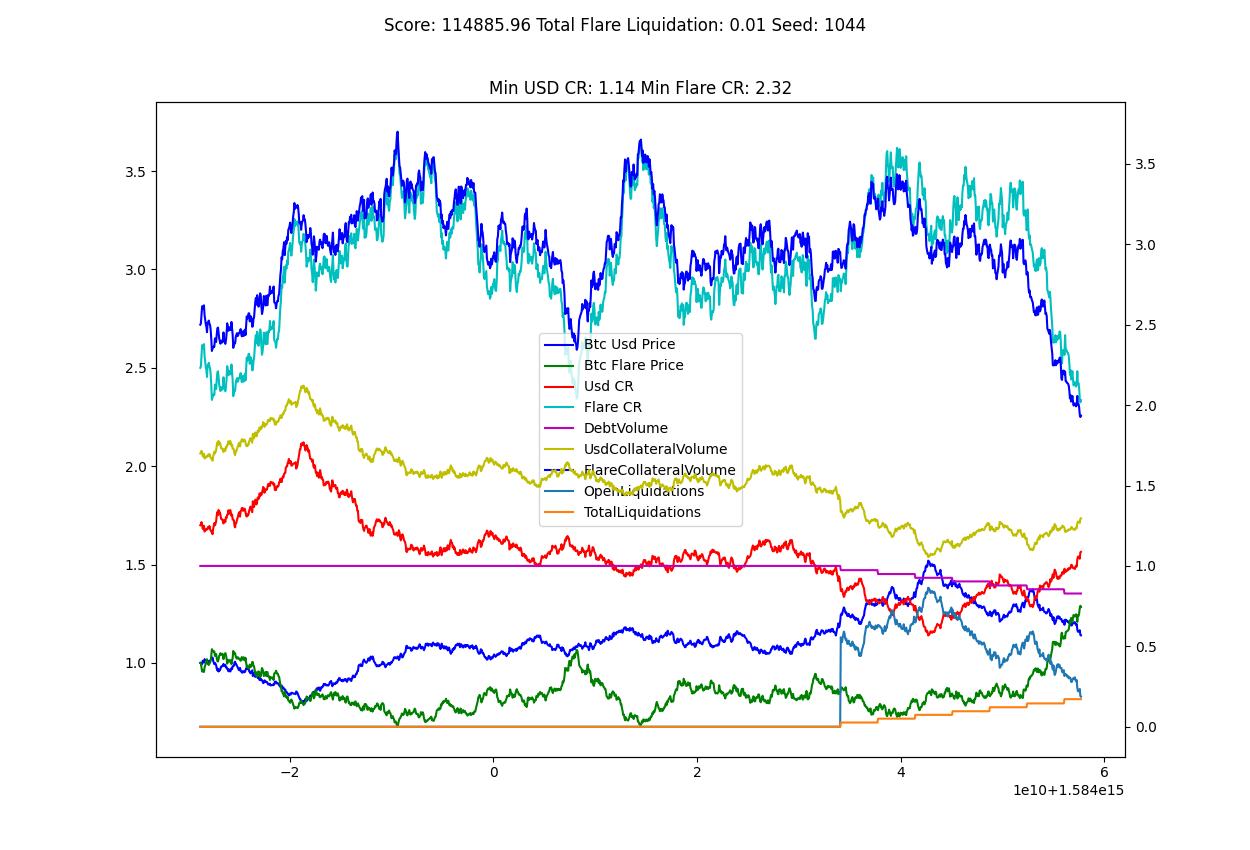 Score: 114885.96 Total Flare Liquidation: 0.01 Seed: 1044
Min USD CR: 1.14 Min Flare CR: 2.32
3.5
3.0
2.5
2.0
1.5
1.0
Btc Usd Price
Btc Flare Price
Usd CR
Flare CR
DebtVolume
UsdCollateralVolume
FlareCollateralVolume
OpenLiquidations
TotalLiquidations
3.5
3.0
2.5
2.0
1.5
1.0
0.5
0.0
−2 0 2 4 6
1e10+1.584e15